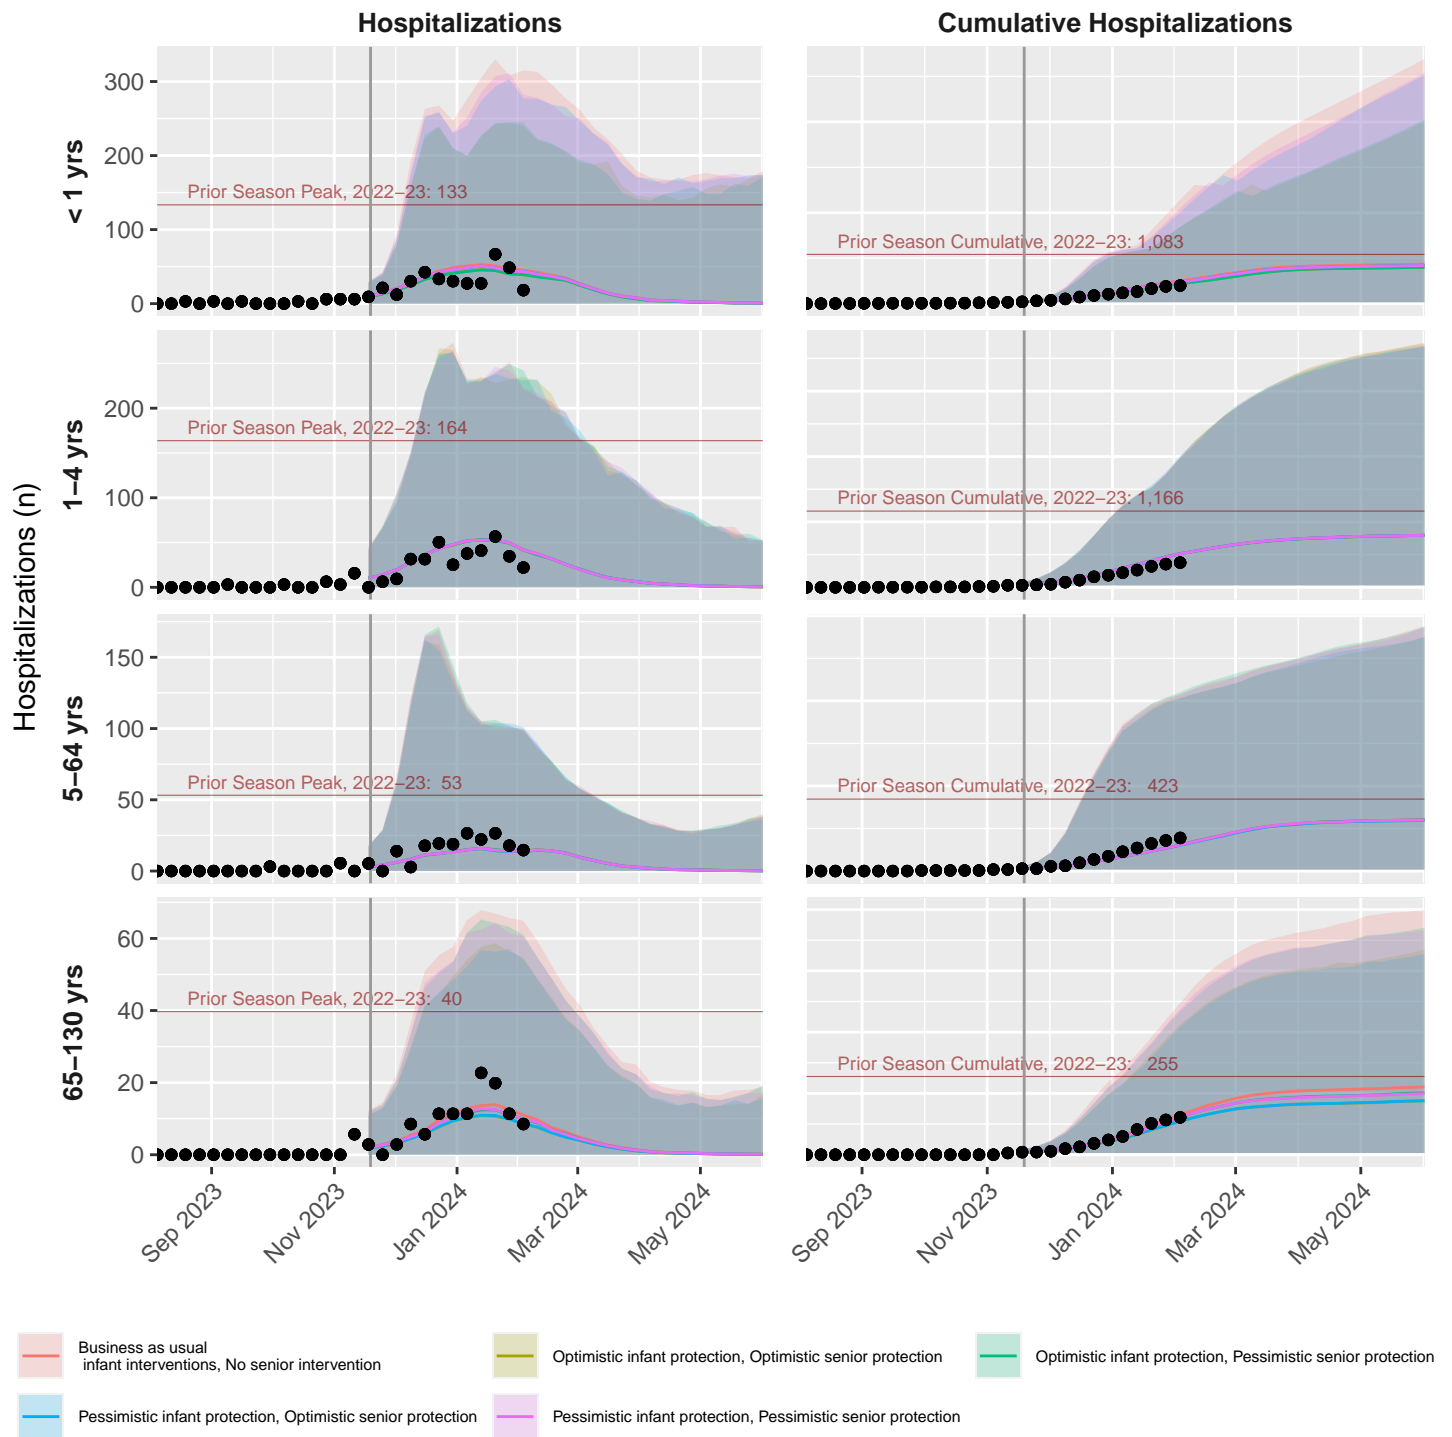 Hospitalizations
Cumulative Hospitalizations
Hospitalizations (n)
< 1 yrs
300
200
100
0
Prior Season Peak, 2022–23: 133
Prior Season Cumulative, 2022–23: 1,083
1–4 yrs
200
100
0
Prior Season Peak, 2022–23: 164
Prior Season Cumulative, 2022–23: 1,166
5–64 yrs
150
100
50
0
Prior Season Peak, 2022–23: 53
Prior Season Cumulative, 2022–23: 423
65–130 yrs
60
40
20
0
Prior Season Peak, 2022–23: 40
Prior Season Cumulative, 2022–23: 255
Sep 2023
Nov 2023
Jan 2024
Mar 2024
May 2024
Sep 2023
Nov 2023
Jan 2024
Mar 2024
May 2024
Business as usual
infant interventions, No senior intervention
Optimistic infant protection, Optimistic senior protection
Optimistic infant protection, Pessimistic senior protection
Pessimistic infant protection, Optimistic senior protection
Pessimistic infant protection, Pessimistic senior protection